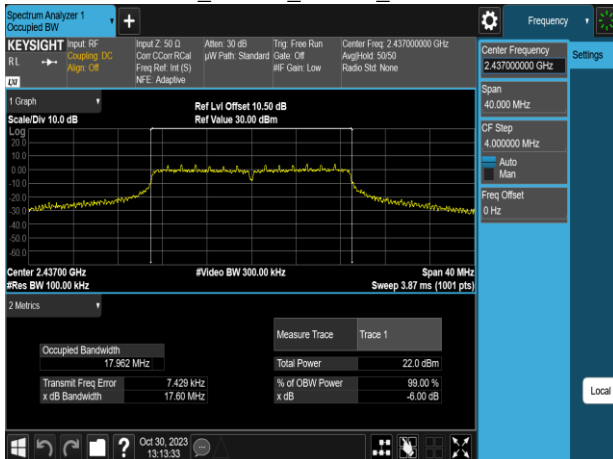 Spectrum Analyzer 1
Occupied BW
Frequency
KEYSIGHT
RL
LXI
Input: RF
Coupling: DC
Align: Off
Input Z: 50 Ω
Corr CCorr RCal
Freq Ref: Int (S)
NFE: Adaptive
Atten: 30 dB
µW Path: Standard
Trig: Free Run
Gate: Off
#IF Gain: Low
Center Freq: 2.437000000 GHz
Avg|Hold: 50/50
Radio Std: None
Center Frequency
2.437000000 GHz
Settings
Span
40.000 MHz
CF Step
4.000000 MHz
Auto
Man
Freq Offset
0 Hz
Local
1 Graph
Scale/Div 10.0 dB
Ref Lvl Offset 10.50 dB
Ref Value 30.00 dBm
Log
20.0
10.0
0.00
-10.0
-20.0
-30.0
-40.0
-50.0
-60.0
Center 2.43700 GHz
#Video BW 300.00 kHz
Span 40 MHz
#Res BW 100.00 kHz
Sweep 3.87 ms (1001 pts)
2 Metrics
Measure Trace
Trace 1
Occupied Bandwidth
17.962 MHz
Total Power
22.0 dBm
Transmit Freq Error
7.429 kHz
% of OBW Power
99.00 %
x dB Bandwidth
17.60 MHz
x dB
-6.00 dB
Oct 30, 2023
13:13:33